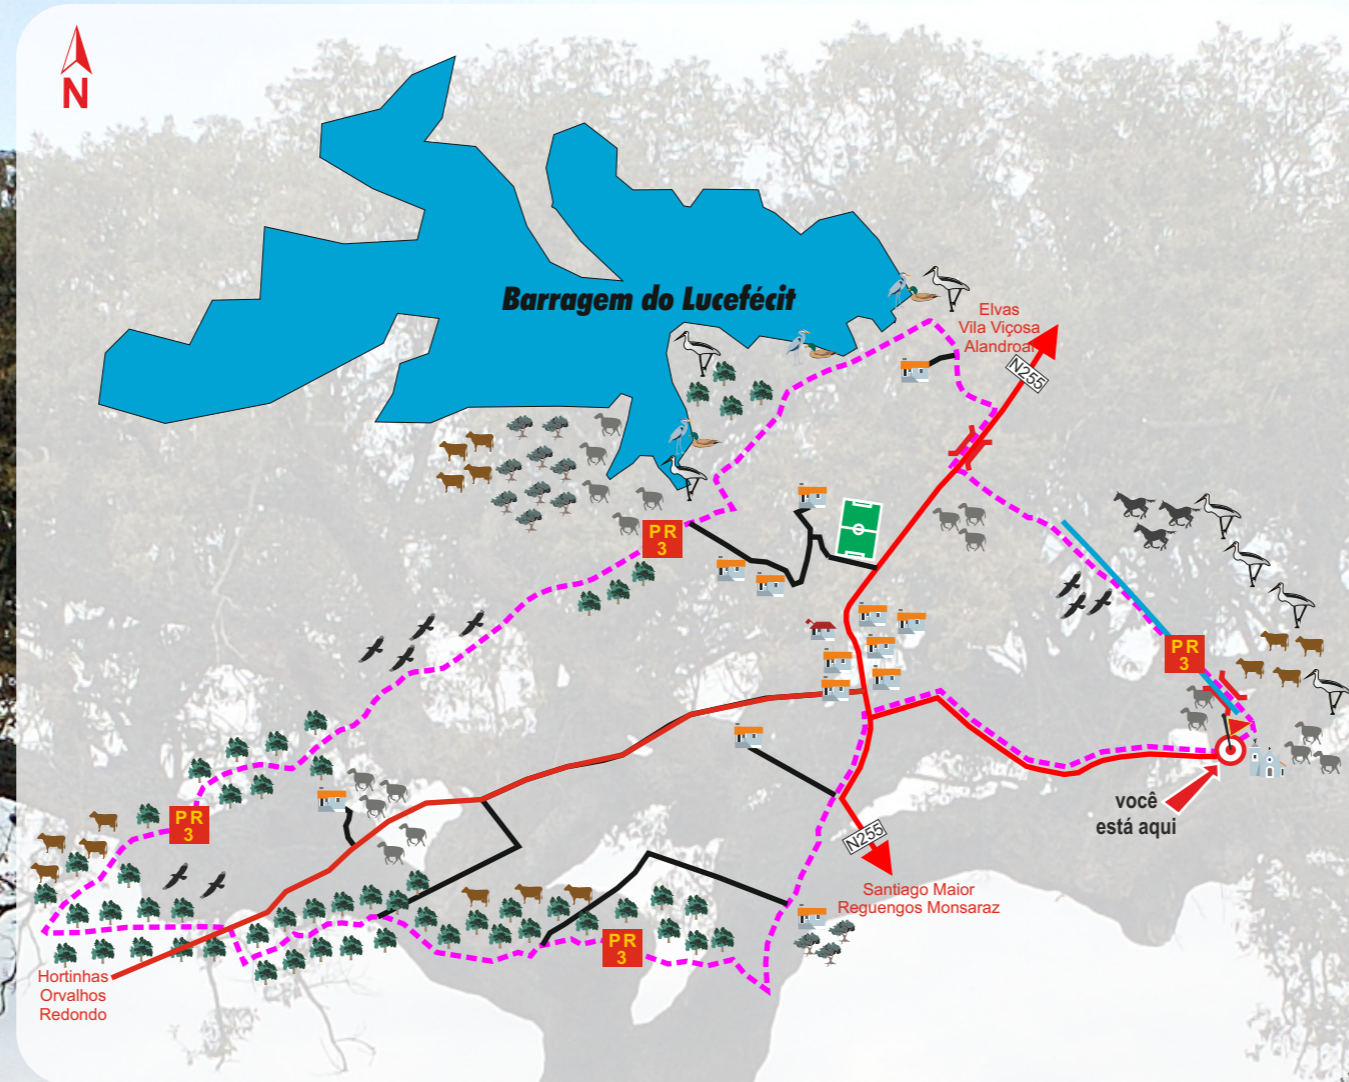 N
Barragem do Lucefécit
Elvas
Vila Viçosa
Alandroal
N255
PR
3
PR
3
você
está aqui
PR
3
N255
Santiago Maior
Reguengos Monsaraz
PR
3
Hortinhas
Orvalhos
Redondo